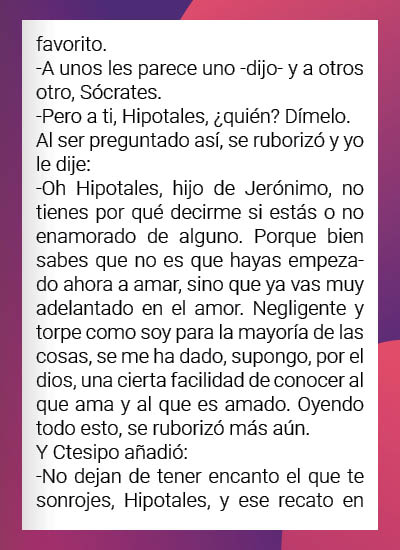 favorito.
-A unos les parece uno -dijo- y a otros
otro, Sócrates.
-Pero a ti, Hipotales, ¿quién? Dímelo.
Al ser preguntado así, se ruborizó y yo
le dije:
-Oh Hipotales, hijo de Jerónimo, no
tienes por qué decirme si estás o no
enamorado de alguno. Porque bien
sabes que no es que hayas empeza-
do ahora a amar, sino que ya vas muy
adelantado en el amor. Negligente y
torpe como soy para la mayoría de las
cosas, se me ha dado, supongo, por el
dios, una cierta facilidad de conocer al
que ama y al que es amado. Oyendo
todo esto, se ruborizó más aún.
Y Ctesipo añadió:
-No dejan de tener encanto el que te
sonrojes, Hipotales, y ese recato en